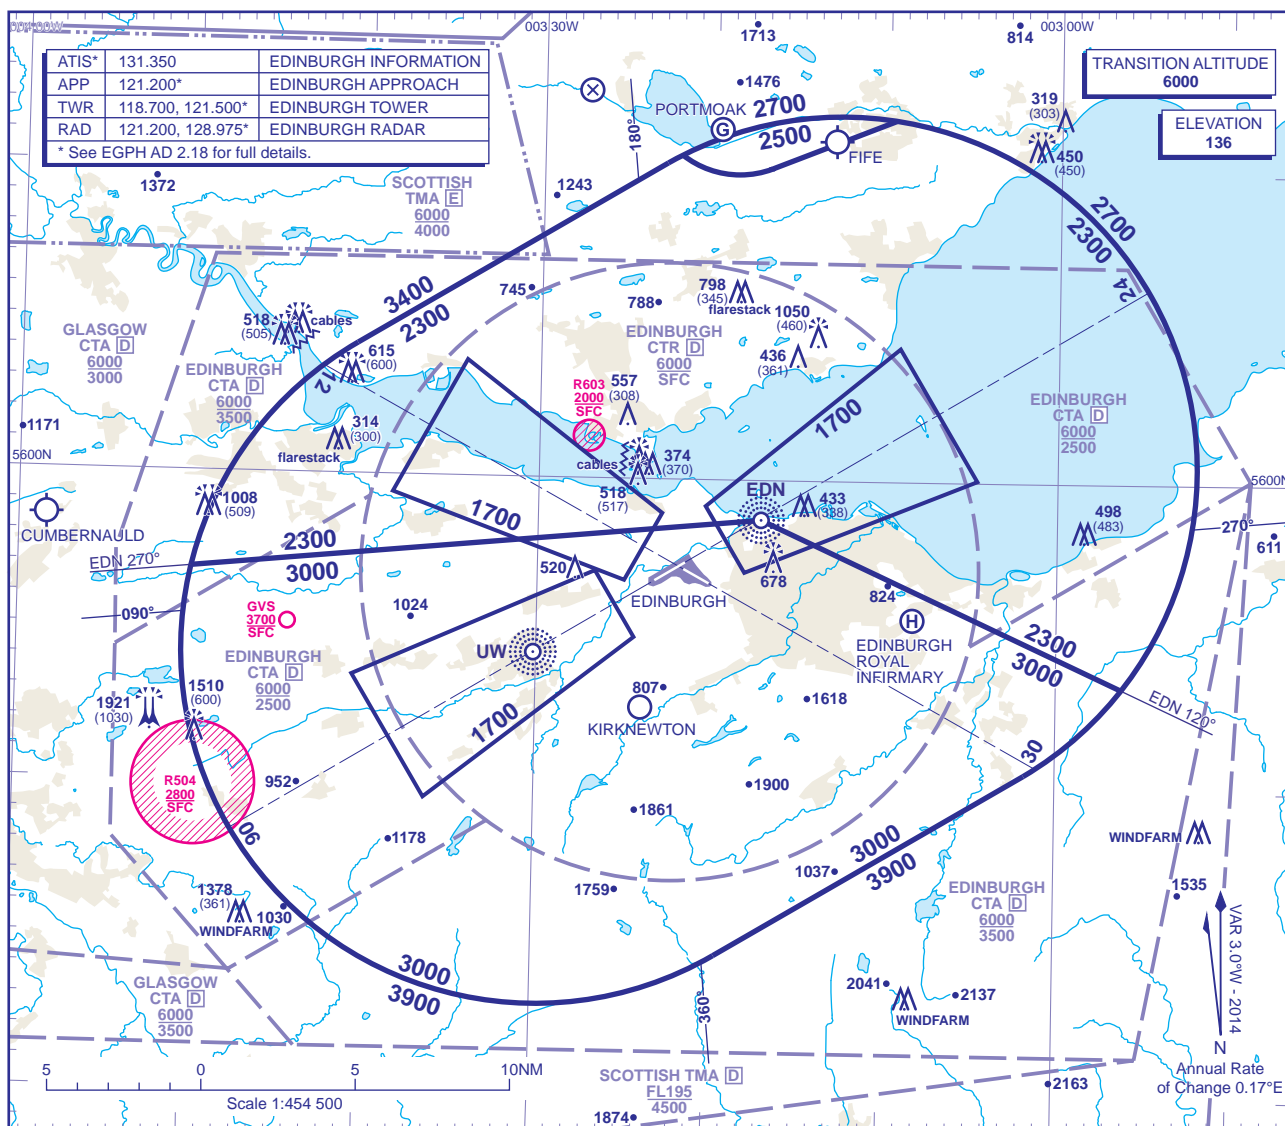 004 00W
003 30W
003 00W
ATIS* 131.350 EDINBURGH INFORMATION
APP 121.200* EDINBURGH APPROACH
TWR 118.700, 121.500* EDINBURGH TOWER
RAD 121.200, 128.975* EDINBURGH RADAR
* See EGPH AD 2.18 for full details.
TRANSITION ALTITUDE
6000
ELEVATION
136
1713
814
1476
2700
2500
PORTMOAK
G
FIFE
180°
319
(303)
450
(450)
1372
SCOTTISH
TMA E
6000
4000
1243
2700
2300
24
3400
2300
745
788
798
(345)
flarestack
1050
(460)
436
(361)
518
(505)
cables
615
(600)
12
GLASGOW
CTA D
6000
3000
EDINBURGH
CTA D
6000
3500
EDINBURGH
CTR D
6000
SFC
R603
2000
SFC
557
(308)
1700
EDINBURGH
CTA D
6000
2500
1171
314
(300)
flarestack
5600N
5600N
cables
374
(370)
518
(517)
EDN
433
(338)
498
(483)
270°
611
1008
(509)
CUMBERNAULD
1700
EDN 270°
2300
3000
520
678
EDINBURGH
824
H
EDINBURGH
ROYAL
INFIRMARY
2300
3000
EDN 120°
090°
GVS
3700
SFC
1024
EDINBURGH
CTA D
6000
2500
UW
1700
807
KIRKNEWTON
1618
1921
(1030)
1510
(600)
R504
2800
SFC
952
06
30
1900
1861
1178
1759
1037
3000
3900
WINDFARM
1535
1378
(361)
WINDFARM
1030
EDINBURGH
CTA D
6000
3500
3000
3900
GLASGOW
CTA D
6000
3500
360°
2041
2137
WINDFARM
VAR 3.0°W - 2014
N
Annual Rate
of Change 0.17°E
5 0 5 10NM
Scale 1:454 500
SCOTTISH TMA D
FL195
4500
1874
2163